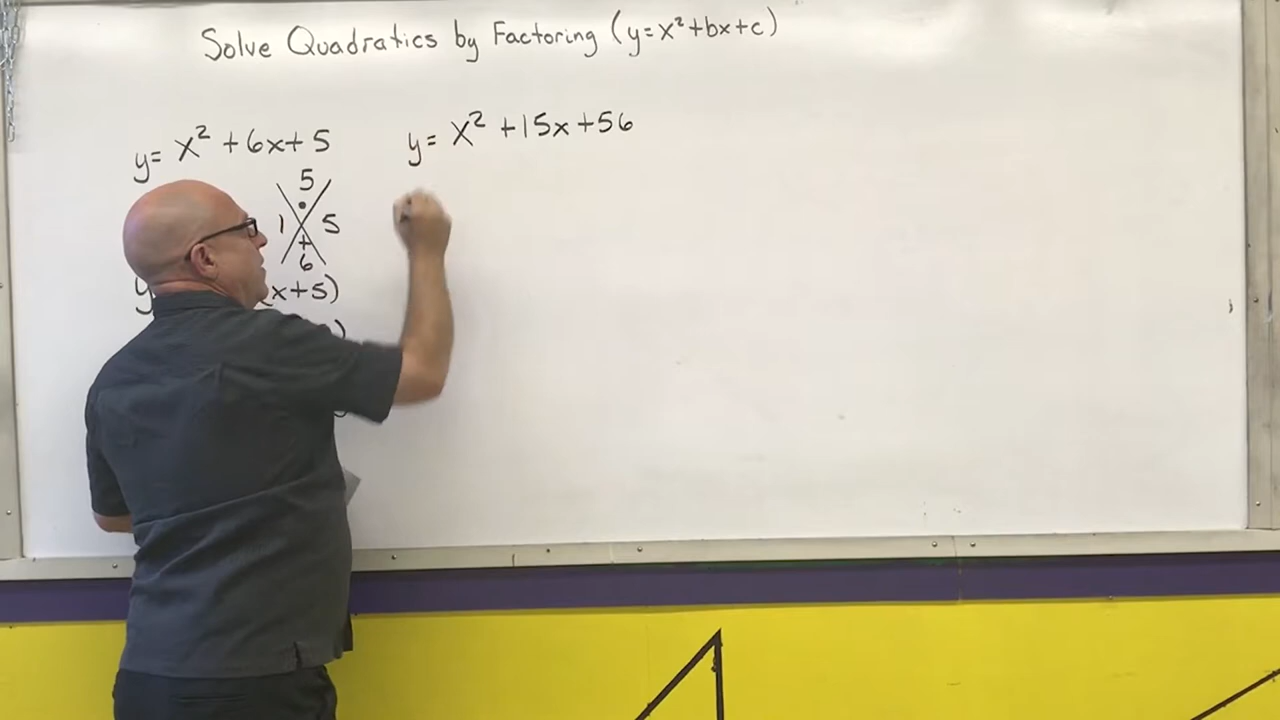 Solve Quadratics by Factoring (y=x²+bx+c)
y= x² +6x+5
y= x² +15x+56
5
•
1 5
+
6
y (x+5)
)